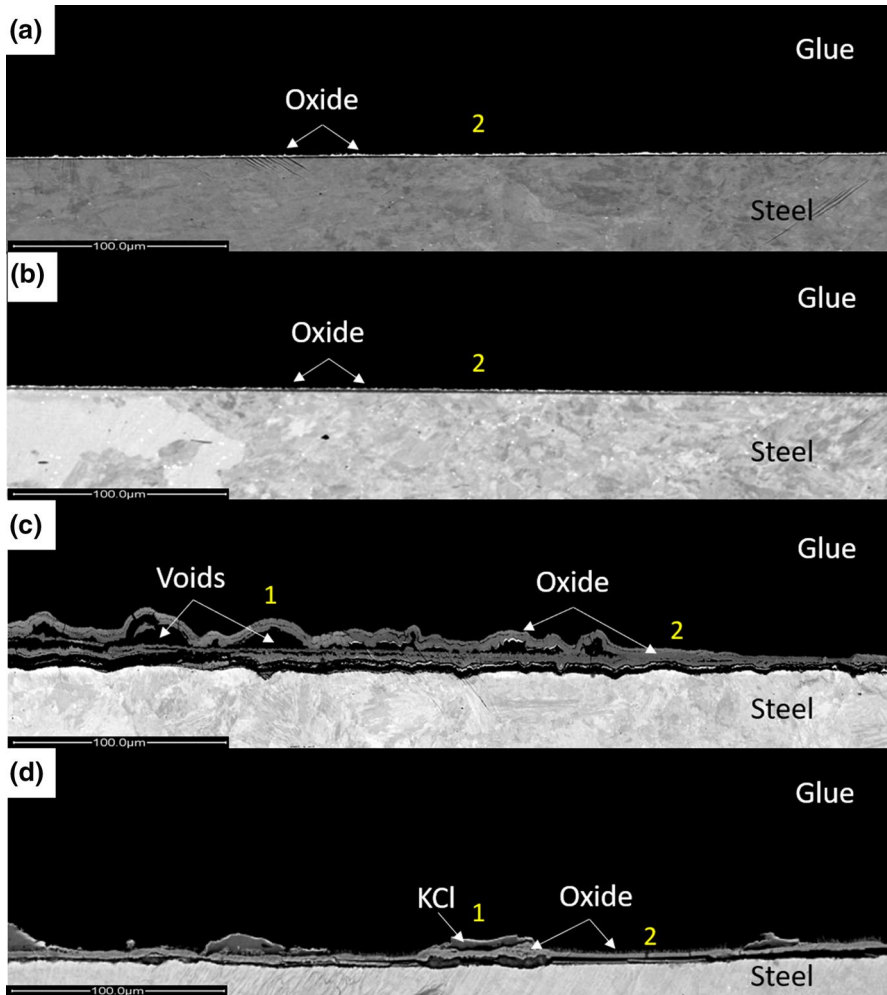 (a)
Glue
Oxide
2
Steel
100.0µm
(b)
Glue
Oxide
2
Steel
100.0µm
(c)
Glue
Voids
1
Oxide
2
Steel
100.0µm
(d)
Glue
KCl
1
Oxide
2
Steel
100.0µm